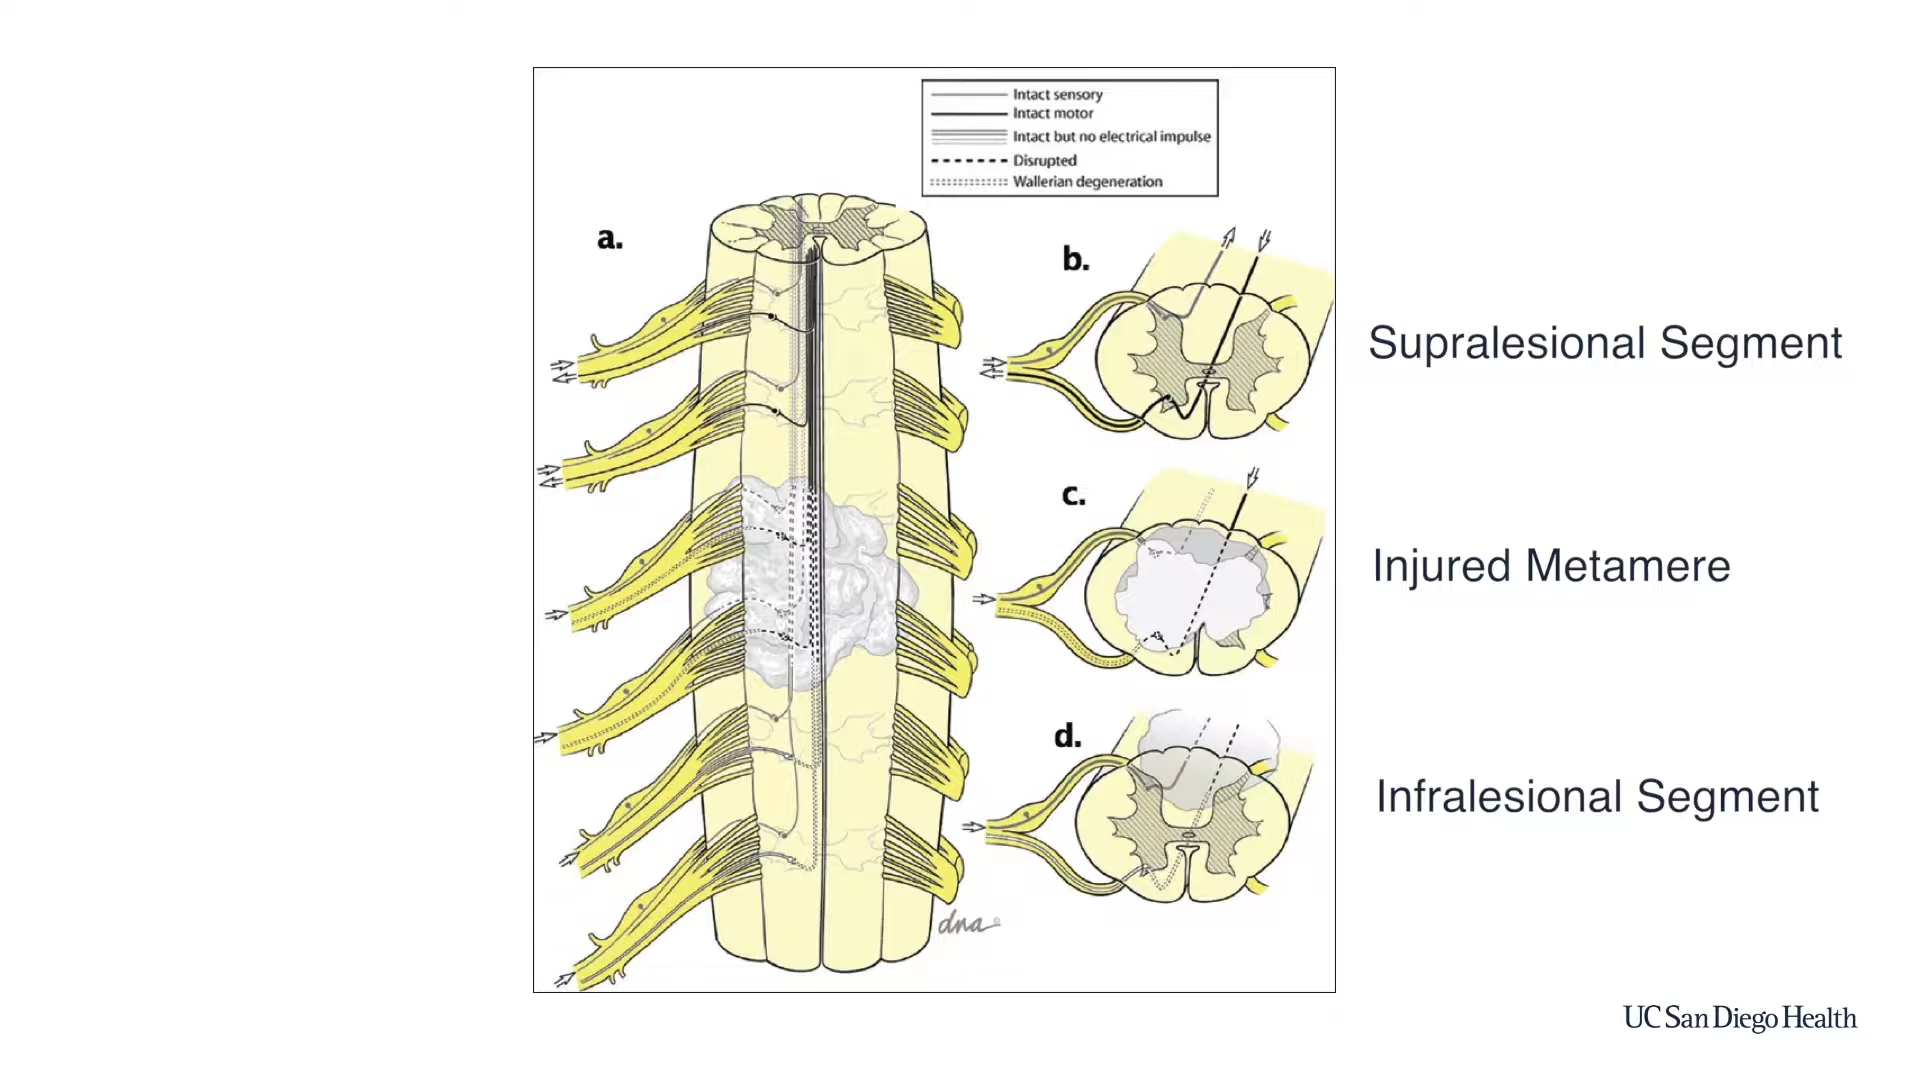 Intact sensory
Intact motor
Intact but no electrical impulse
Disrupted
Wallerian degeneration
a.
b.
Supralesional Segment
c.
Injured Metamere
d.
Infralesional Segment
dna
UC San Diego Health